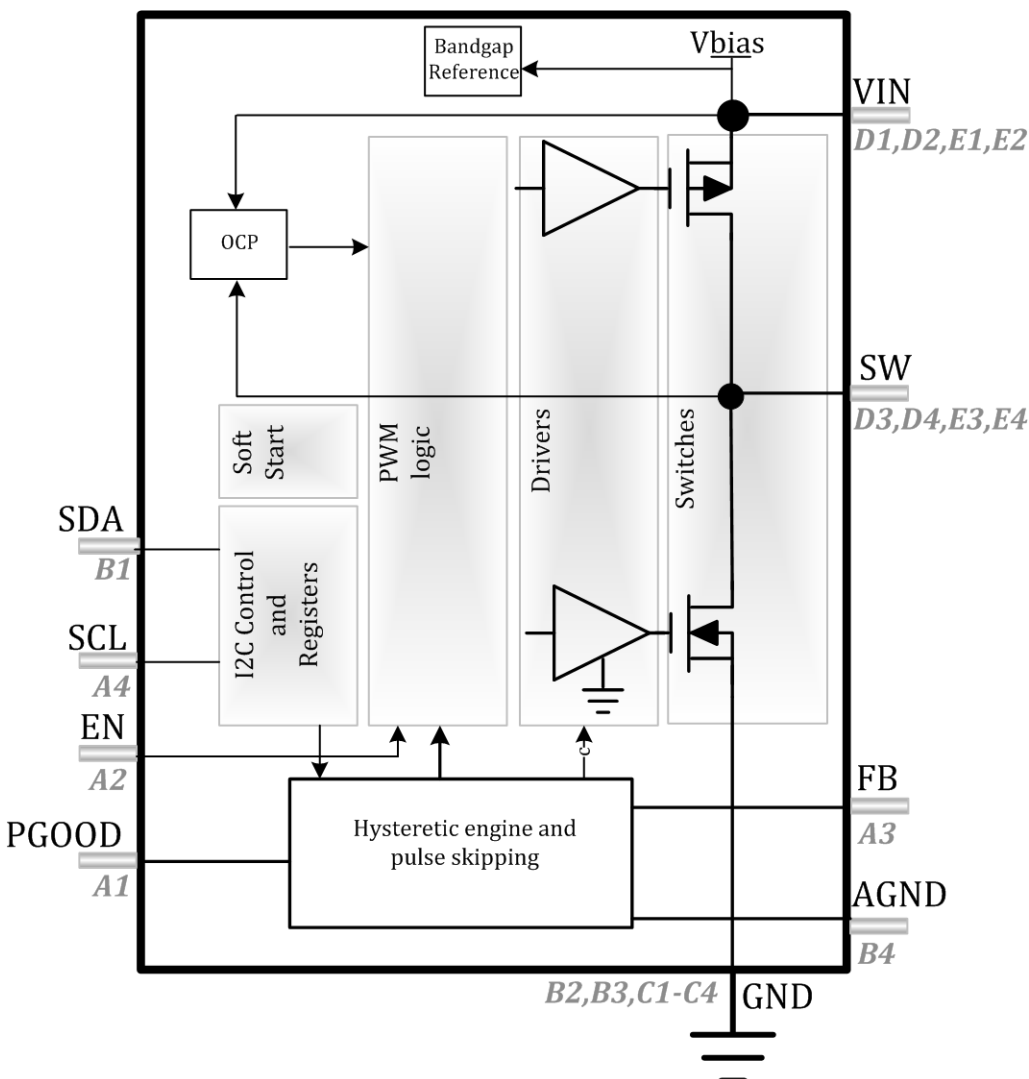 Bandgap
Reference
Vbias
VIN
D1,D2,E1,E2
OCP
SW
D3,D4,E3,E4
Soft
Start
PWM
logic
Drivers
Switches
SDA
B1
I2C Control
and
Registers
SCL
A4
EN
A2
-c-
FB
A3
Hysteretic engine and
pulse skipping
PGOOD
A1
AGND
B4
B2,B3,C1-C4
GND